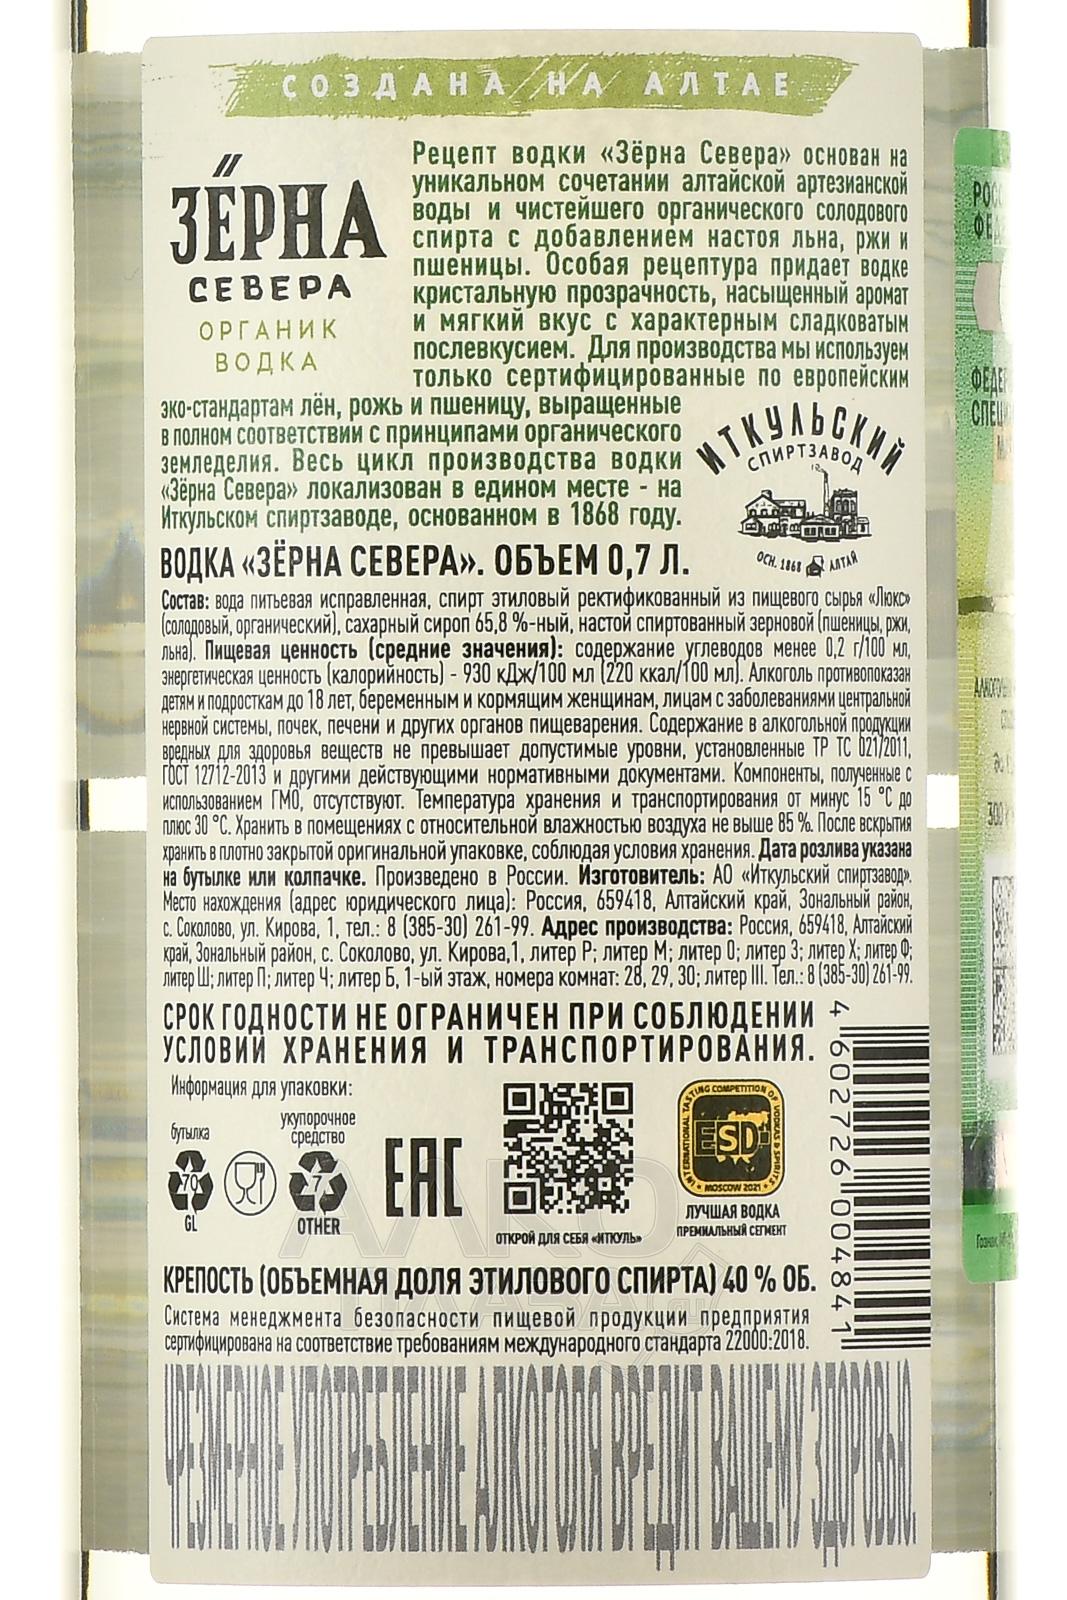 СОЗДАНА НА АЛТАЕ
ЗЁРНА
СЕВЕРА
ОРГАНИК
ВОДКА
Рецепт водки «Зёрна Севера» основан на
уникальном сочетании алтайской артезианской
воды и чистейшего органического солодового
спирта с добавлением настоя льна, ржи и
пшеницы. Особая рецептура придает водке
кристальную прозрачность, насыщенный аромат
и мягкий вкус с характерным сладковатым
послевкусием. Для производства мы используем
только сертифицированные по европейским
эко-стандартам лён, рожь и пшеницу, выращенные
в полном соответствии с принципами органического
земледелия. Весь цикл производства водки
«Зёрна Севера» локализован в едином месте - на
Иткульском спиртзаводе, основанном в 1868 году.
ИТКУЛЬСКИЙ
СПИРТЗАВОД
ОСН. 1868 АЛТАЙ
ВОДКА «ЗЁРНА СЕВЕРА». ОБЪЕМ 0,7 Л.
Состав: вода питьевая исправленная, спирт этиловый ректификованный из пищевого сырья «Люкс»
(солодовый, органический), сахарный сироп 65,8 %-ный, настой спиртованный зерновой (пшеницы, ржи,
льна). Пищевая ценность (средние значения): содержание углеводов менее 0,2 г/100 мл,
энергетическая ценность (калорийность) - 930 кДж/100 мл (220 ккал/100 мл). Алкоголь противопоказан
детям и подросткам до 18 лет, беременным и кормящим женщинам, лицам с заболеваниями центральной
нервной системы, почек, печени и других органов пищеварения. Содержание в алкогольной продукции
вредных для здоровья веществ не превышает допустимые уровни, установленные ТР ТС 021/2011,
ГОСТ 12712-2013 и другими действующими нормативными документами. Компоненты, полученные с
использованием ГМО, отсутствуют. Температура хранения и транспортирования от минус 15 °С до
плюс 30 °С. Хранить в помещениях с относительной влажностью воздуха не выше 85 %. После вскрытия
хранить в плотно закрытой оригинальной упаковке, соблюдая условия хранения. Дата розлива указана
на бутылке или колпачке. Произведено в России. Изготовитель: АО «Иткульский спиртзавод».
Место нахождения (адрес юридического лица): Россия, 659418, Алтайский край, Зональный район,
с. Соколово, ул. Кирова, 1, тел.: 8 (385-30) 261-99. Адрес производства: Россия, 659418, Алтайский
край, Зональный район, с. Соколово, ул. Кирова,1, литер Р; литер М; литер О; литер З; литер Х; литер Ф;
литер Ш; литер П; литер Ч; литер Б, 1-ый этаж, номера комнат: 28, 29, 30; литер III. Тел.: 8 (385-30) 261-99.
СРОК ГОДНОСТИ НЕ ОГРАНИЧЕН ПРИ СОБЛЮДЕНИИ
УСЛОВИЙ ХРАНЕНИЯ И ТРАНСПОРТИРОВАНИЯ.
Информация для упаковки:
бутылка
укупорочное
средство
70
GL
7
OTHER
EAC
ОТКРОЙ ДЛЯ СЕБЯ «ИТКУЛЬ»
INTERNATIONAL TASTING COMPETITION OF VODKAS & SPIRITS
ESD
MOSCOW 2021
ЛУЧШАЯ ВОДКА
ПРЕМИАЛЬНЫЙ СЕГМЕНТ
4 602726 004841
КРЕПОСТЬ (ОБЪЕМНАЯ ДОЛЯ ЭТИЛОВОГО СПИРТА) 40 % ОБ.
Система менеджмента безопасности пищевой продукции предприятия
сертифицирована на соответствие требованиям международного стандарта 22000:2018.
ЧРЕЗМЕРНОЕ УПОТРЕБЛЕНИЕ АЛКОГОЛЯ ВРЕДИТ ВАШЕМУ ЗДОРОВЬЮ.
АЛКО
ПЛАЗА